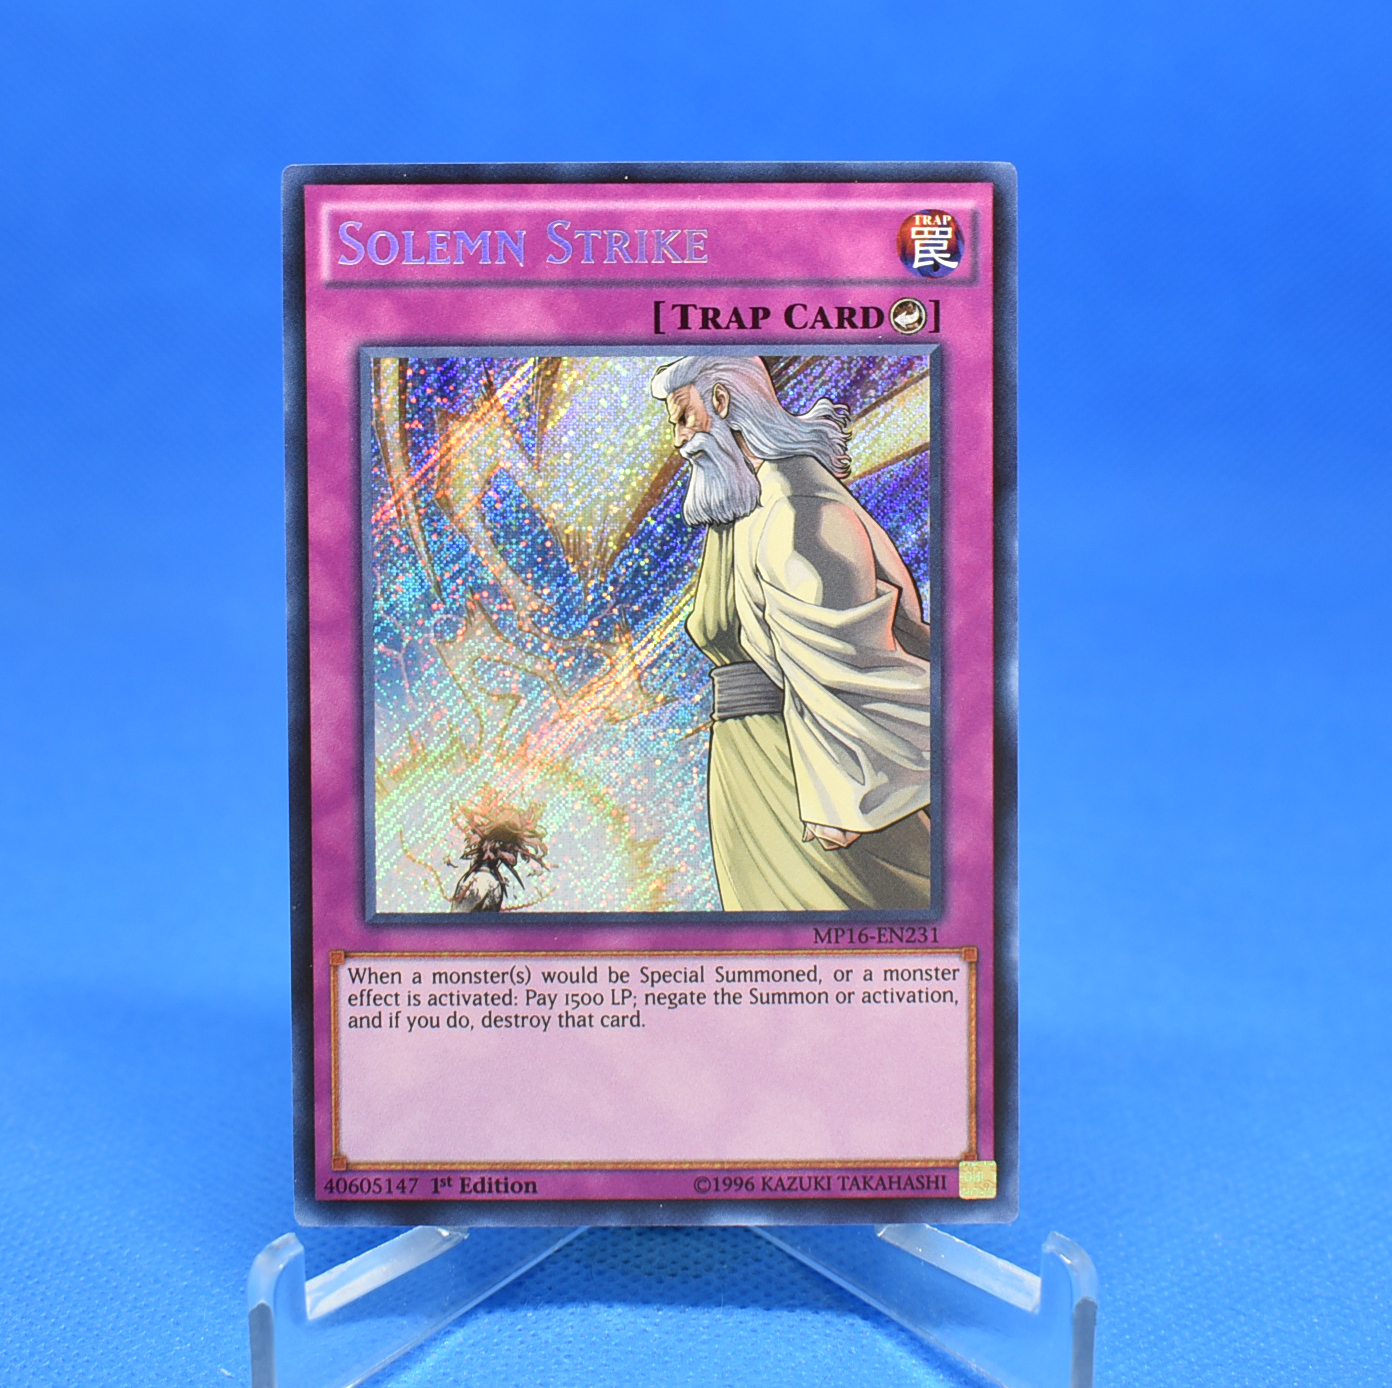 SOLEMN STRIKE
TRAP
罠
[TRAP CARD]
MP16-EN231
When a monster(s) would be Special Summoned, or a monster
effect is activated: Pay 1500 LP; negate the Summon or activation,
and if you do, destroy that card.
40605147 1st Edition
©1996 KAZUKI TAKAHASHI